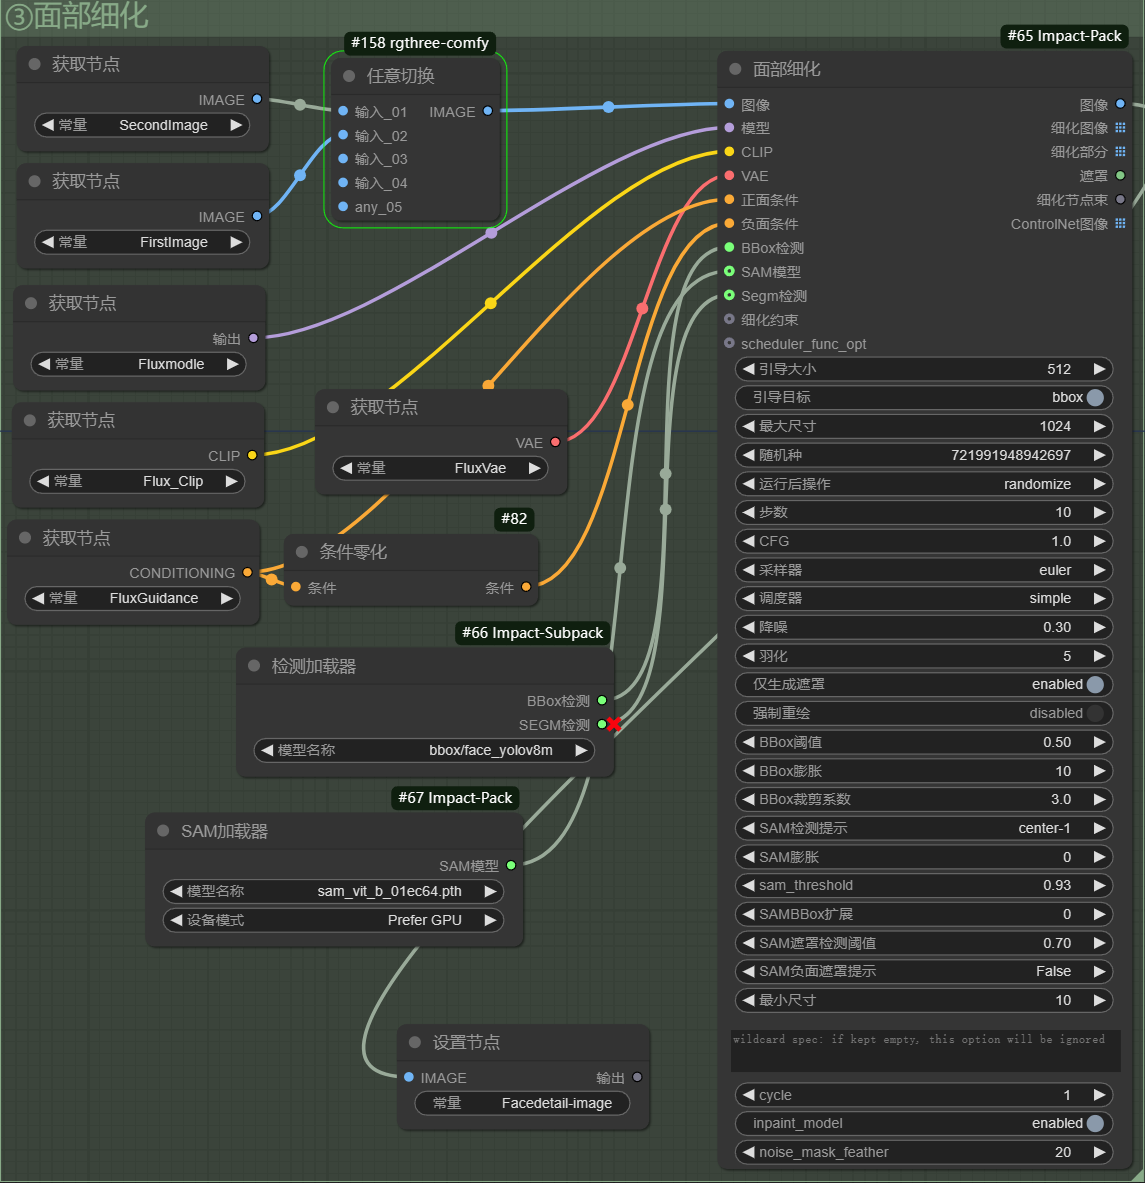 ③面部细化
获取节点
IMAGE
常量 SecondImage
获取节点
IMAGE
常量 FirstImage
获取节点
输出
常量 Fluxmodle
获取节点
CLIP
常量 Flux_Clip
获取节点
CONDITIONING
常量 FluxGuidance
#158 rgthree-comfy
任意切换
输入_01 IMAGE
输入_02
输入_03
输入_04
any_05
获取节点
VAE
常量 FluxVae
#82
条件零化
条件 条件
#66 Impact-Subpack
检测加载器
BBox检测
SEGM检测
模型名称 bbox/face_yolov8m
#67 Impact-Pack
SAM加载器
SAM模型
模型名称 sam_vit_b_01ec64.pth
设备模式 Prefer GPU
设置节点
IMAGE 输出
常量 Facedetail-image
#65 Impact-Pack
面部细化
图像 图像
模型 细化图像
CLIP 细化部分
VAE 遮罩
正面条件 细化节点束
负面条件 ControlNet图像
BBox检测
SAM模型
Segm检测
细化约束
scheduler_func_opt
引导大小 512
引导目标 bbox
最大尺寸 1024
随机种 721991948942697
运行后操作 randomize
步数 10
CFG 1.0
采样器 euler
调度器 simple
降噪 0.30
羽化 5
仅生成遮罩 enabled
强制重绘 disabled
BBox阈值 0.50
BBox膨胀 10
BBox裁剪系数 3.0
SAM检测提示 center-1
SAM膨胀 0
sam_threshold 0.93
SAMBBox扩展 0
SAM遮罩检测阈值 0.70
SAM负面遮罩提示 False
最小尺寸 10
wildcard spec: if kept empty, this option will be ignored
cycle 1
inpaint_model enabled
noise_mask_feather 20